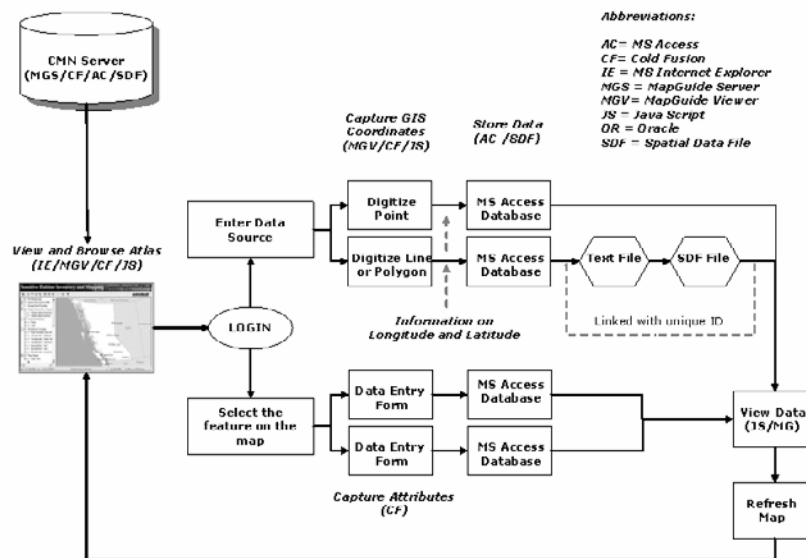 CMN Server
(MGS/CF/AC/SDF)
Abbreviations:
AC= MS Access
CF= Cold Fusion
IE = MS Internet Explorer
MGS = MapGuide Server
MGV= MapGuide Viewer
JS = Java Script
OR = Oracle
SDF = Spatial Data File
Capture GIS
Coordinates
(MGV/CF/JS)
Store Data
(AC /SDF)
Enter Data
Source
Digitize
Point
MS Access
Database
Digitize Line
or Polygon
MS Access
Database
Text File
SDF File
View and Browse Atlas
(IE/MGV/CF/JS)
LOGIN
Information on
Longitude and Latitude
Linked with unique ID
Select the
feature on the
map
Data Entry
Form
MS Access
Database
Data Entry
Form
MS Access
Database
View Data
(JS/MG)
Capture Attributes
(CF)
Refresh
Map